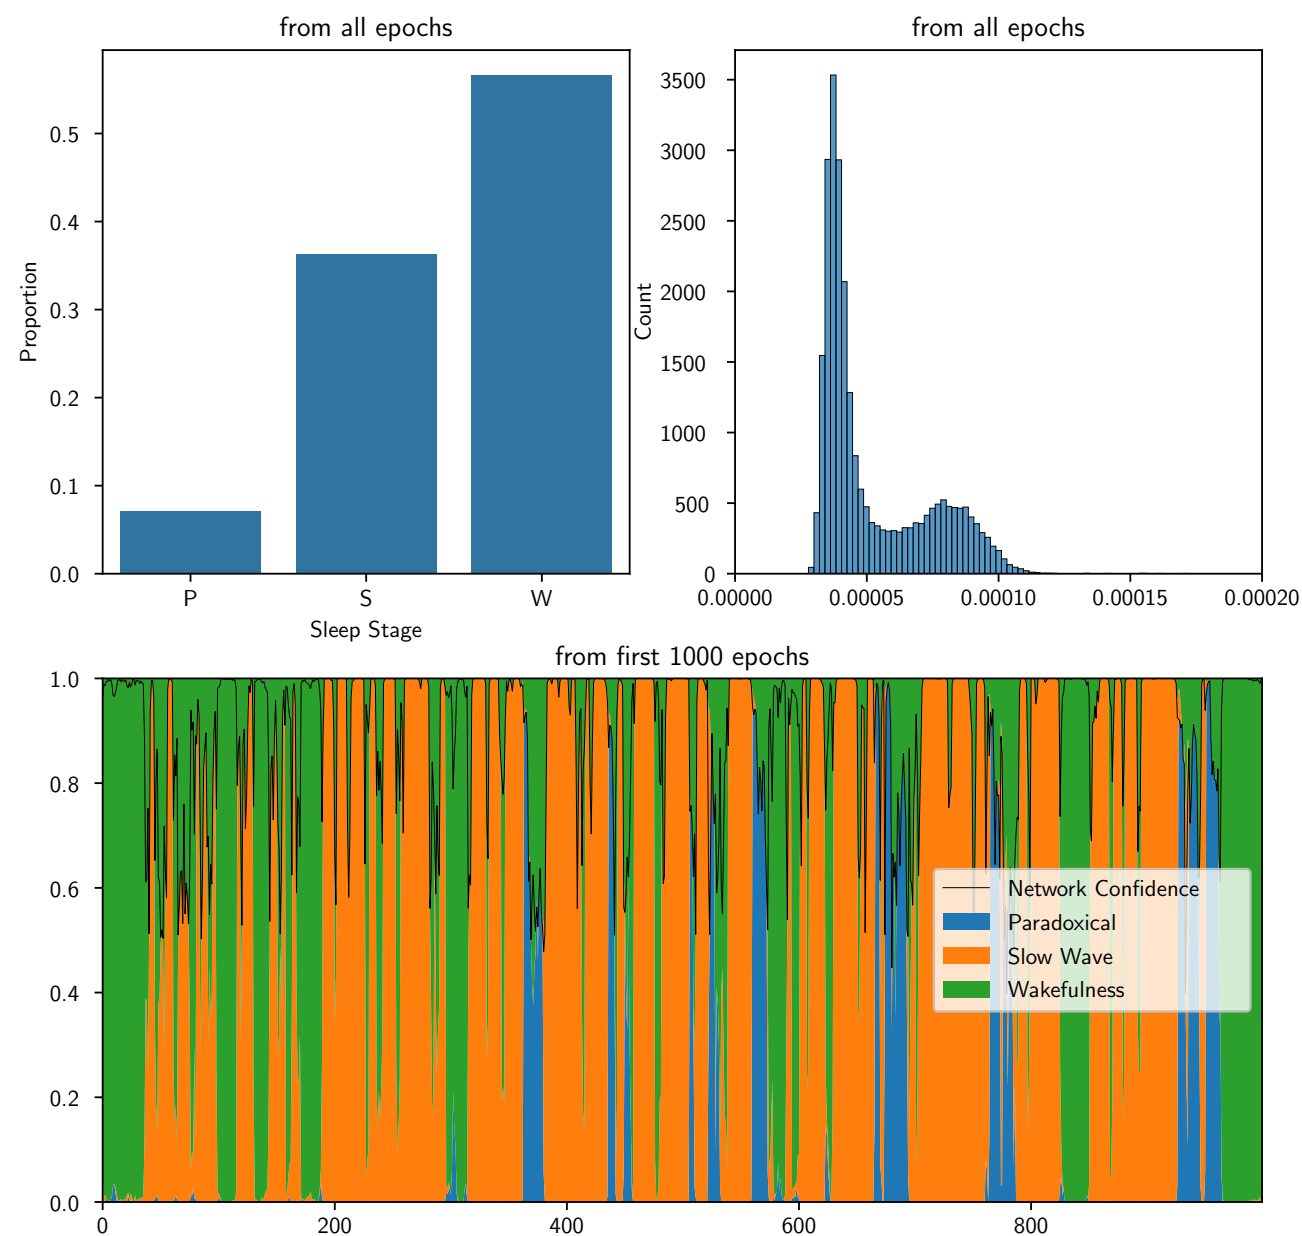 from all epochs
Proportion
0.5
0.4
0.3
0.2
0.1
0.0
P S W
Sleep Stage
from all epochs
Count
3500
3000
2500
2000
1500
1000
500
0
0.00000 0.00005 0.00010 0.00015 0.00020
from first 1000 epochs
1.0
0.8
0.6
0.4
0.2
0.0
0 200 400 600 800
Network Confidence
Paradoxical
Slow Wave
Wakefulness